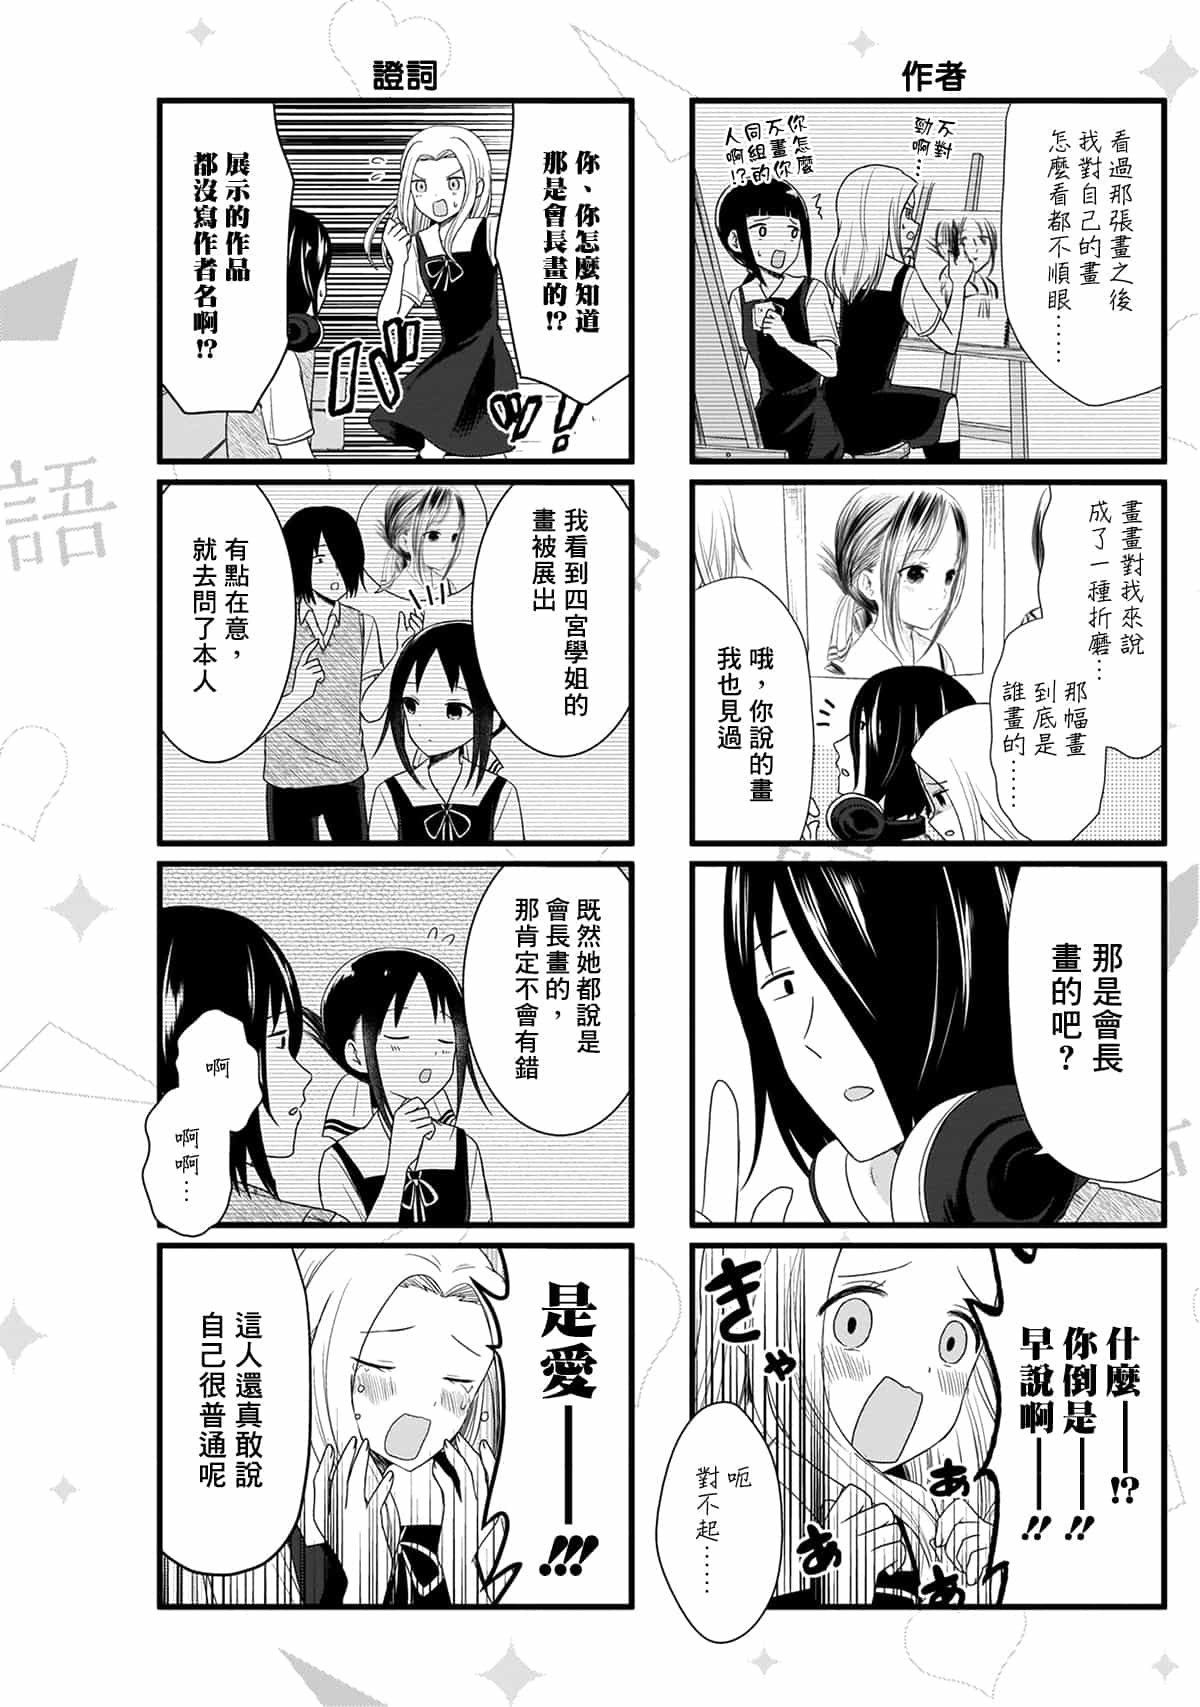 作者
看過那張畫之後
我對自己的畫
怎麼看都不順眼⋯⋯
不對
勁啊⋯
你怎麼
不畫你
同組的
人啊!?
畫畫對我來說
成了一種折磨⋯
那幅畫
到底是
誰畫的⋯⋯
哦，你說的畫
我也見過
那是會長
畫的吧？
什麼——!?
你倒是——!!
早說啊——!!
きゃ
あ
あ
呃
對不起⋯⋯
證詞
你、你怎麼知道
那是會長畫的!?
展示的作品
都沒寫作者名啊!?
我看到四宮學姐的
畫被展出
有點在意，
就去問了本人
既然她都說是
會長畫的，
那肯定不會有錯
啊
啊
啊⋯
是愛——!!!
這人還真敢說
自己很普通呢
語